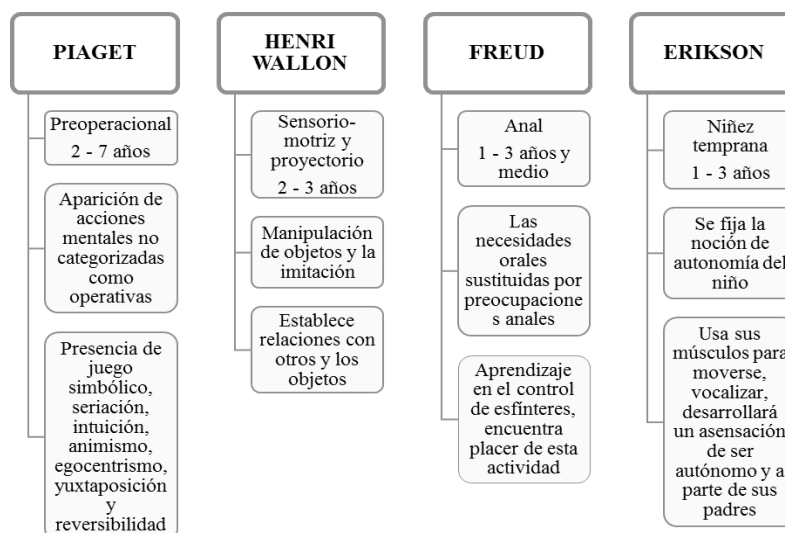 PIAGET
Preoperacional
2 - 7 años
Aparición de
acciones
mentales no
categorizadas
como
operativas
Presencia de
juego
simbólico,
seriación,
intuición,
animismo,
egocentrismo,
yuxtaposición
y
reversibilidad
HENRI
WALLON
Sensorio-
motriz y
proyectorio
2 - 3 años
Manipulación
de objetos y la
imitación
Establece
relaciones con
otros y los
objetos
FREUD
Anal
1 - 3 años y
medio
Las
necesidades
orales
sustituidas por
preocupacione
s anales
Aprendizaje
en el control
de esfínteres,
encuentra
placer de esta
actividad
ERIKSON
Niñez
temprana
1 - 3 años
Se fija la
noción de
autonomía del
niño
Usa sus
músculos para
moverse,
vocalizar,
desarrollará
un asensación
de ser
autónomo y a
parte de sus
padres